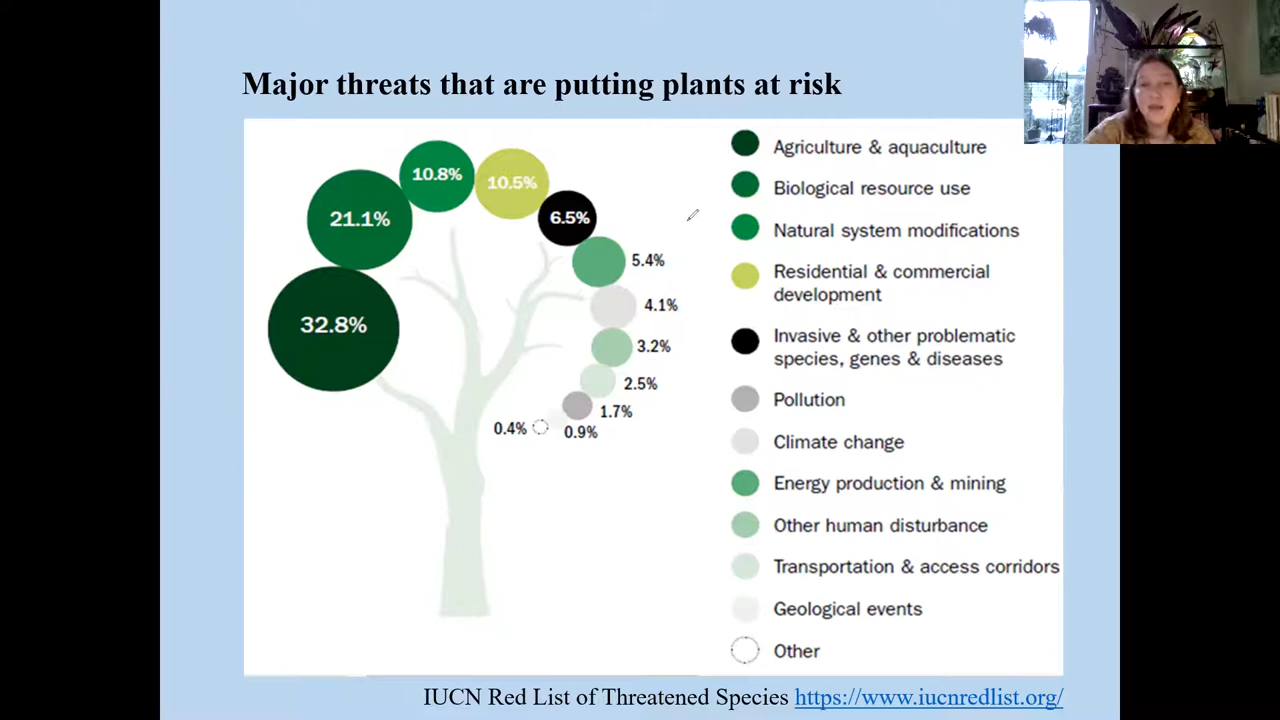 Major threats that are putting plants at risk
10.8%
10.5%
21.1%
6.5%
5.4%
4.1%
32.8%
3.2%
2.5%
1.7%
0.4%
0.9%
Agriculture & aquaculture
Biological resource use
Natural system modifications
Residential & commercial
development
Invasive & other problematic
species, genes & diseases
Pollution
Climate change
Energy production & mining
Other human disturbance
Transportation & access corridors
Geological events
Other
IUCN Red List of Threatened Species https://www.iucnredlist.org/